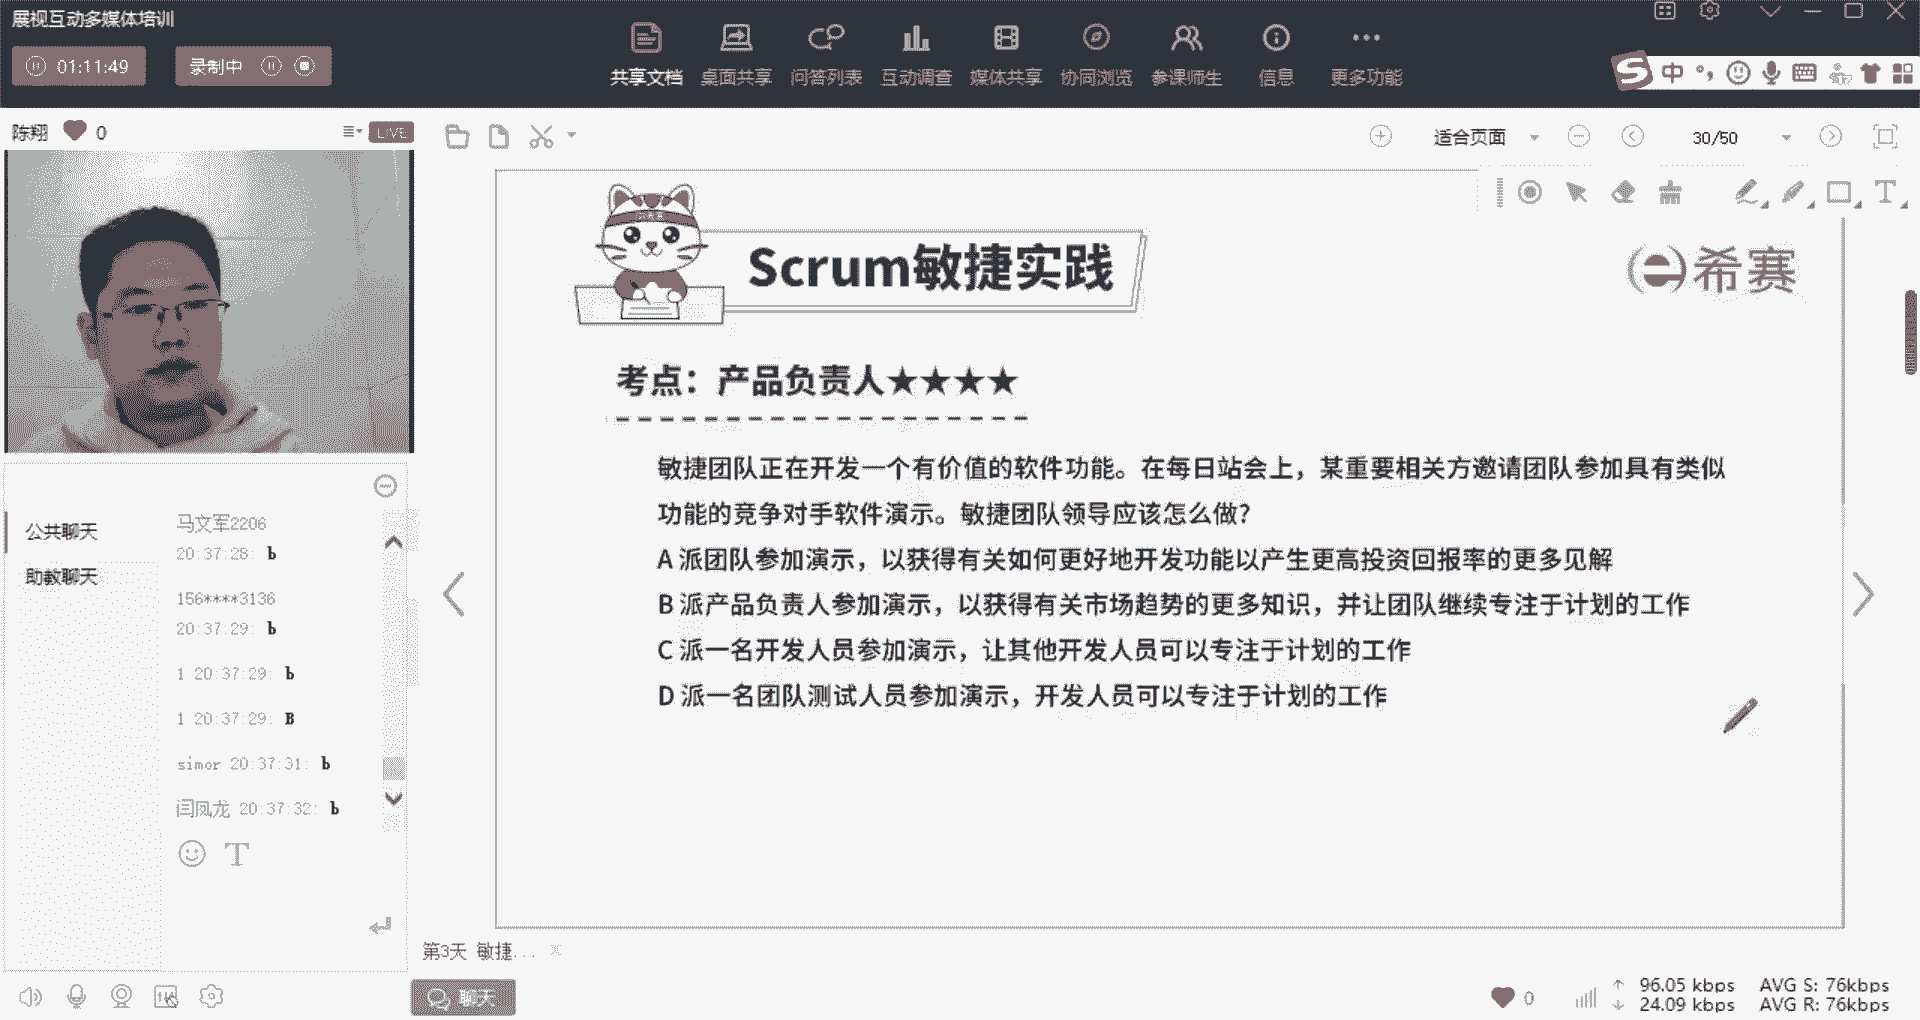 展视互动多媒体培训
01:11:49
录制中
共享文档 桌面共享 问答列表 互动调查 媒体共享 协同浏览 参课师生 信息 更多功能
中
陈翔 0
LIVE
适合页面
30/50
公共聊天
助教聊天
马文军2206
20:37:28: b
156****3136
20:37:29: b
1 20:37:29: b
1 20:37:29: B
simor 20:37:31: b
闫凤龙 20:37:32: b
Scrum敏捷实践
希赛
考点：产品负责人★★★★
敏捷团队正在开发一个有价值的软件功能。在每日站会上，某重要相关方邀请团队参加具有类似
功能的竞争对手软件演示。敏捷团队领导应该怎么做?
A 派团队参加演示，以获得有关如何更好地开发功能以产生更高投资回报率的更多见解
B 派产品负责人参加演示，以获得有关市场趋势的更多知识，并让团队继续专注于计划的工作
C 派一名开发人员参加演示，让其他开发人员可以专注于计划的工作
D 派一名团队测试人员参加演示，开发人员可以专注于计划的工作
第3天 敏捷...
聊天
0
96.05 kbps AVG S: 76kbps
24.09 kbps AVG R: 76kbps